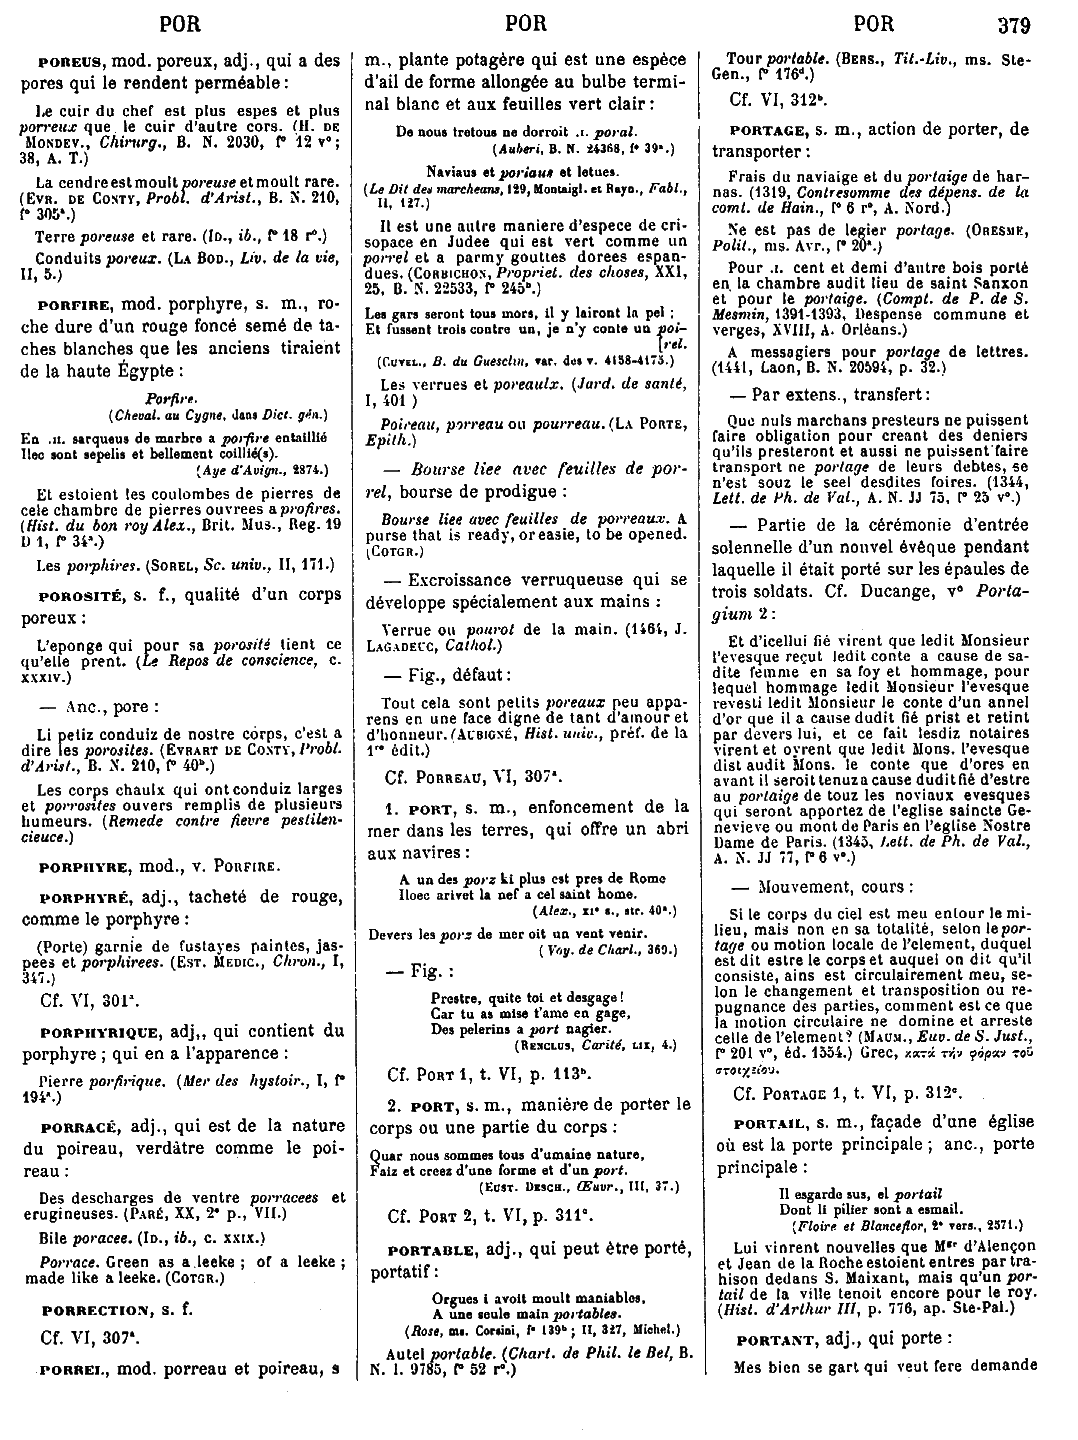 POR
POR
POR
379
POREUS, mod. poreux, adj., qui a des
pores qui le rendent perméable :
Le cuir du chef est plus espes et plus
porreux que le cuir d'autre cors. (H. DE
MONDEV., Chirurg., B. N. 2030, f° 12 v° ;
38, A. T.)
La cendre est moult poreuse et moult rare.
(EVR. DE CONTY, Probl. d'Arist., B. N. 210,
f° 305ª.)
Terre poreuse et rare. (ID., ib., f° 18 r°.)
Conduits poreux. (LA BOD., Liv. de la vie,
II, 5.)
PORFIRE, mod. porphyre, s. m., ro-
che dure d'un rouge foncé semé de ta-
ches blanches que les anciens tiraient
de la haute Égypte :
Porfire.
(Cheval. au Cygne, dans Dict. gén.)
En .II. sarqueus de marbre a porfire entaillié
Ilec sont sepelis et bellement coillié(s).
(Aye d'Avign., 2874.)
Et estoient les coulombes de pierres de
cele chambre de pierres ouvrees a profires.
(Hist. du bon roy Alex., Brit. Mus., Reg. 19
D 1, f° 34ª.)
Les porphires. (SOREL, Sc. univ., II, 171.)
POROSITÉ, s. f., qualité d'un corps
poreux :
L'eponge qui pour sa porosité tient ce
qu'elle prent. (Le Repos de conscience, c.
XXXIV.)
— Anc., pore :
Li petiz conduiz de nostre corps, c'est a
dire les porosites. (EVRART DE CONTY, Probl.
d'Arist., B. N. 210, f° 40ᵇ.)
Les corps chaulx qui ont conduiz larges
et porrosites ouvers remplis de plusieurs
humeurs. (Remede contre fievre pestilen-
cieuce.)
PORPHYRE, mod., v. PORFIRE.
PORPHYRÉ, adj., tacheté de rouge,
comme le porphyre :
(Porte) garnie de fustayes paintes, jas-
pees et porphirees. (EST. MEDIC., Chron., I,
347.)
Cf. VI, 301ª.
PORPHYRIQUE, adj,, qui contient du
porphyre ; qui en a l'apparence :
Pierre porfirique. (Mer des hystoir., I, f°
194ª.)
PORRACÉ, adj., qui est de la nature
du poireau, verdâtre comme le poi-
reau :
Des descharges de ventre porracees et
erugineuses. (PARÉ, XX, 2° p., VII.)
Bile poracee. (ID., ib., c. XXIX.)
Porrace. Green as a leeke ; of a leeke ;
made like a leeke. (COTGR.)
PORRECTION, s. f.
Cf. VI, 307ª.
PORREL, mod. porreau et poireau, s
m., plante potagère qui est une espèce
d'ail de forme allongée au bulbe termi-
nal blanc et aux feuilles vert clair :
De nous tretous ne dorroit .I. poral.
(Auberi, B. N. 24368, f° 39ª.)
Naviaus et poriaus et letues.
(Le Dit des marcheans, 129, Montaigl. et Rayn., Fabl.,
II, 127.)
Il est une autre maniere d'espece de cri-
sopace en Judee qui est vert comme un
porrel et a parmy gouttes dorees espan-
dues. (CORBICHON, Propriet. des choses, XXI,
25, B. N. 22533, f° 245ᵇ.)
Les gars seront tous mors, il y lairont la pel ;
Et fussent trois contre un, je n'y conte un poi-
[rel.
(CUVEL., B. du Guesclin, var. des v. 4158-4175.)
Les verrues et poreaulx. (Jard. de santé,
I, 401 )
Poireau, porreau ou pourreau. (LA PORTE,
Epith.)
— Bourse liee avec feuilles de por-
rel, bourse de prodigue :
Bourse liee avec feuilles de porreaux. A
purse that is ready, or easie, to be opened.
(COTGR.)
— Excroissance verruqueuse qui se
développe spécialement aux mains :
Verrue ou pourot de la main. (1464, J.
LAGADEUC, Cathol.)
— Fig., défaut :
Tout cela sont petits poreaux peu appa-
rens en une face digne de tant d'amour et
d'honneur. (AUBIGNÉ, Hist. univ., préf. de la
1ʳᵉ édit.)
Cf. PORREAU, VI, 307ª.
1. PORT, s. m., enfoncement de la
mer dans les terres, qui offre un abri
aux navires :
A un des porz ki plus est pres de Rome
Iloec arivet la nef a cel saint home.
(Alex., XIᵉ s., str. 40ª.)
Devers les porz de mer oit un vent venir.
( Voy. de Charl., 369.)
— Fig. :
Prestre, quite toi et desgage !
Car tu as mise t'ame en gage,
Des pelerins a port nagier.
(RENCLUS, Carité, LIX, 4.)
Cf. PORT 1, t. VI, p. 113ᵇ.
2. PORT, s. m., manière de porter le
corps ou une partie du corps :
Quar nous sommes tous d'umaine nature,
Faiz et creez d'une forme et d'un port.
(EUST. DESCH., Œuvr., III, 37.)
Cf. PORT 2, t. VI, p. 311ᶜ.
PORTABLE, adj., qui peut être porté,
portatif :
Orgues i avoit moult maniables,
A une seule main portables.
(Rose, ms. Corsini, f° 139ᵇ ; II, 327, Michel.)
Autel portable. (Chart. de Phil. le Bel, B.
N. l. 9785, f° 52 r°.)
Tour portable. (BERS., Tit.-Liv., ms. Ste-
Gen., f° 176ᵈ.)
Cf. VI, 312ᵇ.
PORTAGE, s. m., action de porter, de
transporter :
Frais du naviaige et du portaige de har-
nas. (1319, Contresomme des dépens. de la
comt. de Hain., f° 6 r°, A. Nord.)
Ne est pas de legier portage. (ORESME,
Polit., ms. Avr., f° 20ª.)
Pour .I. cent et demi d'autre bois porté
en la chambre audit lieu de saint Sanxon
et pour le portaige. (Compt. de P. de S.
Mesmin, 1391-1393, Despense commune et
verges, XVIII, A. Orléans.)
A messagiers pour portage de lettres.
(1441, Laon, B. N. 20594, p. 32.)
— Par extens., transfert :
Que nuls marchans presteurs ne puissent
faire obligation pour creant des deniers
qu'ils presteront et aussi ne puissent faire
transport ne portage de leurs debtes, se
n'est souz le seel desdites foires. (1344,
Lett. de Ph. de Val., A. N. JJ 75, f° 25 v°.)
— Partie de la cérémonie d'entrée
solennelle d'un nouvel évêque pendant
laquelle il était porté sur les épaules de
trois soldats. Cf. Ducange, v° Porta-
gium 2 :
Et d'icellui fié virent que ledit Monsieur
l'evesque reçut ledit conte a cause de sa-
dite femme en sa foy et hommage, pour
lequel hommage ledit Monsieur l'evesque
revesti ledit Monsieur le conte d'un annel
d'or que il a cause dudit fié prist et retint
par devers lui, et ce fait lesdiz notaires
virent et oyrent que ledit Mons. l'evesque
dist audit Mons. le conte que d'ores en
avant il seroit tenuz a cause dudit fié d'estre
au portaige de touz les noviaux evesques
qui seront apportez de l'eglise saincte Ge-
nevieve ou mont de Paris en l'eglise Nostre
Dame de Paris. (1345, Lett. de Ph. de Val.,
A. N. JJ 77, f° 6 v°.)
— Mouvement, cours :
Si le corps du ciel est meu entour le mi-
lieu, mais non en sa totalité, selon le por-
tage ou motion locale de l'element, duquel
est dit estre le corps et auquel on dit qu'il
consiste, ains est circulairement meu, se-
lon le changement et transposition ou re-
pugnance des parties, comment est ce que
la motion circulaire ne domine et arreste
celle de l'element ? (MAUM., Euv. de S. Just.,
f° 201 v°, éd. 1554.) Grec, κατά τήν φόραν τοῦ
στοιχείου.
Cf. PORTAGE 1, t. VI, p. 312ᶜ.
PORTAIL, s. m., façade d'une église
où est la porte principale ; anc., porte
principale :
Il esgarde sus, el portail
Dont li pilier sont a esmail.
(Floire et Blanceflor, 2ᵉ vers., 2571.)
Lui vinrent nouvelles que Mᵍʳ d'Alençon
et Jean de la Roche estoient entres par tra-
hison dedans S. Maixant, mais qu'un por-
tail de la ville tenoit encore pour le roy.
(Hist. d'Arthur III, p. 776, ap. Ste-Pal.)
PORTANT, adj., qui porte :
Mes bien se gart qui veut fere demande